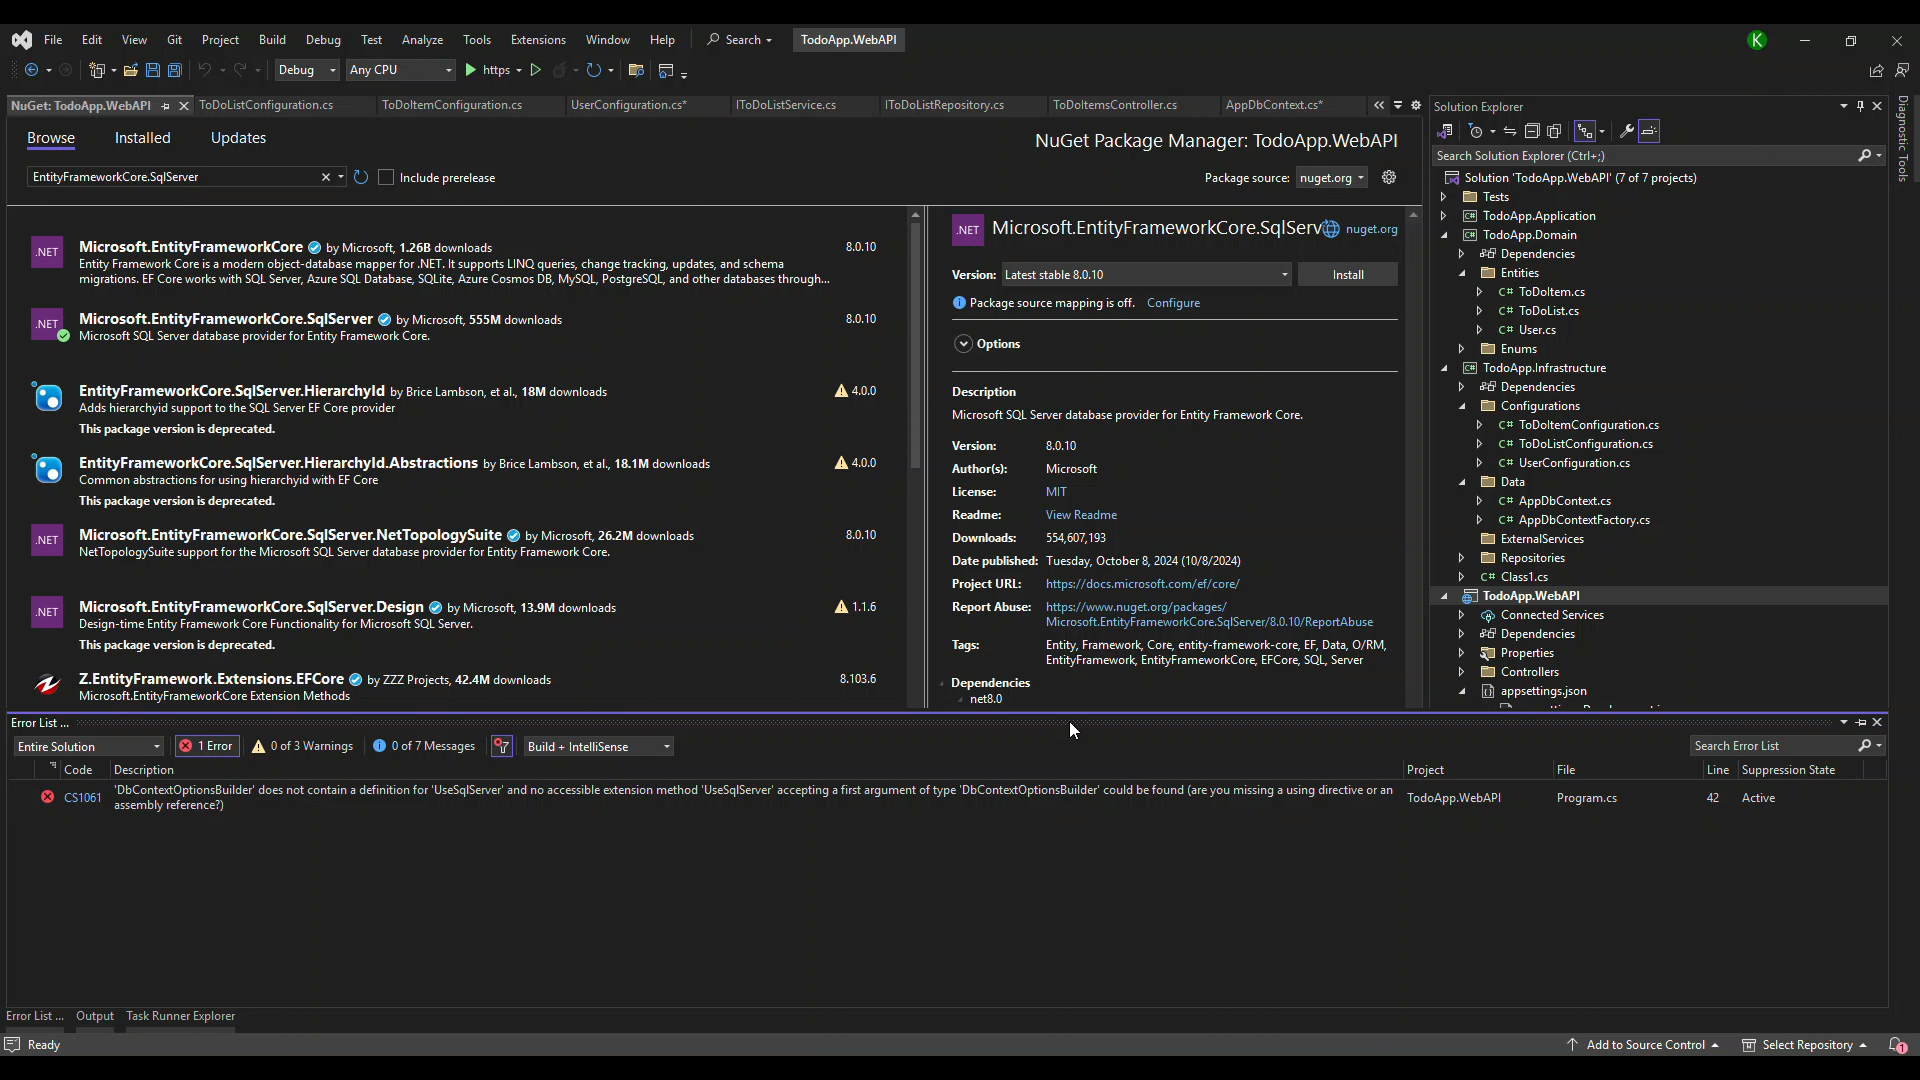 File Edit View Git Project Build Debug Test Analyze Tools Extensions Window Help Search TodoApp.WebAPI K
Debug Any CPU https
NuGet: TodoApp.WebAPI ToDoListConfiguration.cs ToDoItemConfiguration.cs UserConfiguration.cs* IToDoListService.cs IToDoListRepository.cs ToDoItemsController.cs AppDbContext.cs*
Browse Installed Updates
NuGet Package Manager: TodoApp.WebAPI
EntityFrameworkCore.SqlServer Include prerelease
Package source: nuget.org
.NET Microsoft.EntityFrameworkCore by Microsoft, 1.26B downloads 8.0.10
Entity Framework Core is a modern object-database mapper for .NET. It supports LINQ queries, change tracking, updates, and schema
migrations. EF Core works with SQL Server, Azure SQL Database, SQLite, Azure Cosmos DB, MySQL, PostgreSQL, and other databases through...
.NET Microsoft.EntityFrameworkCore.SqlServer by Microsoft, 555M downloads 8.0.10
Microsoft SQL Server database provider for Entity Framework Core.
EntityFrameworkCore.SqlServer.HierarchyId by Brice Lambson, et al., 18M downloads 4.0.0
Adds hierarchyid support to the SQL Server EF Core provider
This package version is deprecated.
EntityFrameworkCore.SqlServer.HierarchyId.Abstractions by Brice Lambson, et al., 18.1M downloads 4.0.0
Common abstractions for using hierarchyid with EF Core
This package version is deprecated.
.NET Microsoft.EntityFrameworkCore.SqlServer.NetTopologySuite by Microsoft, 26.2M downloads 8.0.10
NetTopologySuite support for the Microsoft SQL Server database provider for Entity Framework Core.
.NET Microsoft.EntityFrameworkCore.SqlServer.Design by Microsoft, 13.9M downloads 1.1.6
Design-time Entity Framework Core Functionality for Microsoft SQL Server.
This package version is deprecated.
Z.EntityFramework.Extensions.EFCore by ZZZ Projects, 42.4M downloads 8.103.6
Microsoft.EntityFrameworkCore Extension Methods
.NET Microsoft.EntityFrameworkCore.SqlServ nuget.org
Version: Latest stable 8.0.10 Install
Package source mapping is off. Configure
Options
Description
Microsoft SQL Server database provider for Entity Framework Core.
Version: 8.0.10
Author(s): Microsoft
License: MIT
Readme: View Readme
Downloads: 554,607,193
Date published: Tuesday, October 8, 2024 (10/8/2024)
Project URL: https://docs.microsoft.com/ef/core/
Report Abuse: https://www.nuget.org/packages/
Microsoft.EntityFrameworkCore.SqlServer/8.0.10/ReportAbuse
Tags: Entity, Framework, Core, entity-framework-core, EF, Data, O/RM,
EntityFramework, EntityFrameworkCore, EFCore, SQL, Server
Dependencies
net8.0
Solution Explorer
Search Solution Explorer (Ctrl+;)
Solution 'TodoApp.WebAPI' (7 of 7 projects)
Tests
C# TodoApp.Application
C# TodoApp.Domain
Dependencies
Entities
C# ToDoItem.cs
C# ToDoList.cs
C# User.cs
Enums
C# TodoApp.Infrastructure
Dependencies
Configurations
C# ToDoItemConfiguration.cs
C# ToDoListConfiguration.cs
C# UserConfiguration.cs
Data
C# AppDbContext.cs
C# AppDbContextFactory.cs
ExternalServices
Repositories
C# Class1.cs
TodoApp.WebAPI
Connected Services
Dependencies
Properties
Controllers
appsettings.json
Diagnostic Tools
Error List ...
Entire Solution 1 Error 0 of 3 Warnings 0 of 7 Messages Build + IntelliSense Search Error List
Code Description Project File Line Suppression State
CS1061 'DbContextOptionsBuilder' does not contain a definition for 'UseSqlServer' and no accessible extension method 'UseSqlServer' accepting a first argument of type 'DbContextOptionsBuilder' could be found (are you missing a using directive or an
assembly reference?) TodoApp.WebAPI Program.cs 42 Active
Error List ... Output Task Runner Explorer
Ready Add to Source Control Select Repository 1